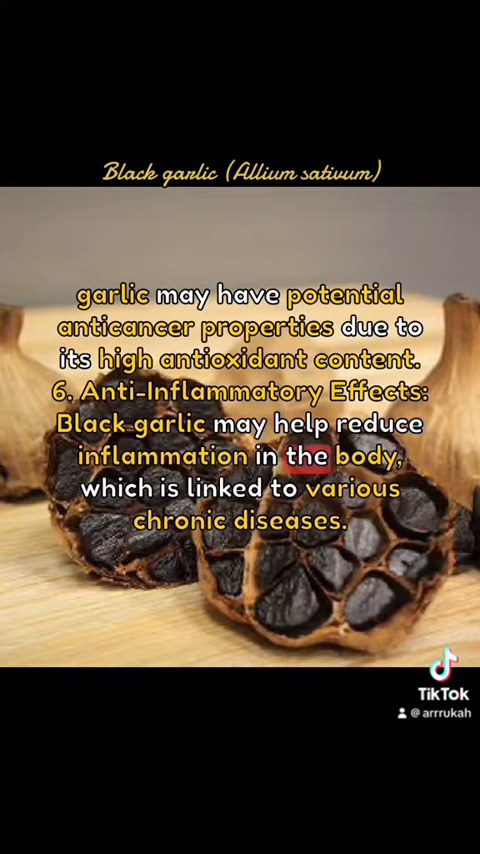 Black garlic (Allium sativum)
garlic may have potential
anticancer properties due to
its high antioxidant content.
6. Anti-Inflammatory Effects:
Black garlic may help reduce
inflammation in the body,
which is linked to various
chronic diseases.
TikTok
@ arrrukah